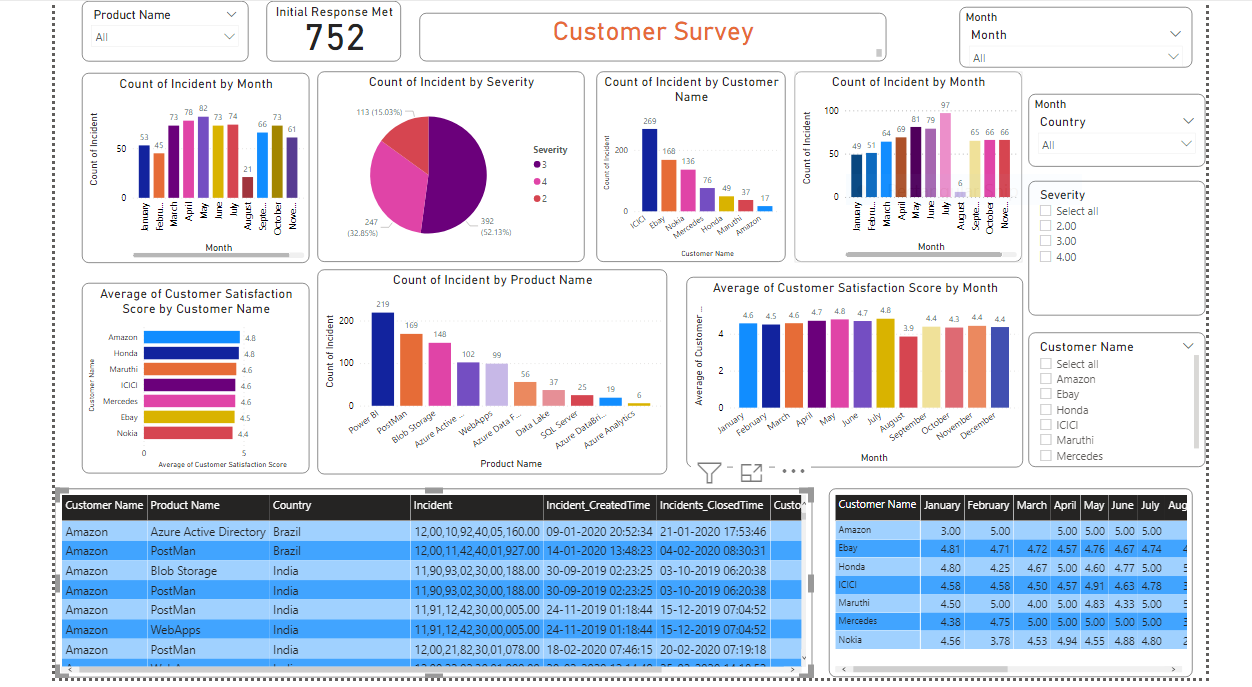 Product Name
All
Initial Response Met
752
Customer Survey
Month
Month
All
Count of Incident by Month
Count of Incident
50
0
53
45
73
78
82
73
74
21
66
73
61
January
Febru...
March
April
May
June
July
August
Septe...
October
Nove...
Month
Count of Incident by Severity
113 (15.03%)
247
(32.85%)
392
(52.13%)
Severity
3
4
2
Count of Incident by Customer
Name
Count of Incident
200
0
269
168
136
76
49
37
17
ICICI
Ebay
Nokia
Mercedes
Honda
Maruthi
Amazon
Customer Name
Count of Incident by Month
Count of Incident
100
50
0
49
51
64
69
81
79
97
6
65
66
66
January
Febru...
March
April
May
June
July
August
Septe...
October
Nove...
Month
Month
Country
All
Severity
Select all
2.00
3.00
4.00
Average of Customer Satisfaction
Score by Customer Name
Customer Name
Amazon 4.8
Honda 4.8
Maruthi 4.6
ICICI 4.6
Mercedes 4.6
Ebay 4.5
Nokia 4.4
0 5
Average of Customer Satisfaction Score
Count of Incident by Product Name
Count of Incident
200
100
0
219
169
148
102
99
56
37
25
19
6
Power BI
PostMan
Blob Storage
Azure Active ...
WebApps
Azure Data F...
Data Lake
SQL Server
Azure DataBri...
Azure Analytics
Product Name
Average of Customer Satisfaction Score by Month
Average of Customer ...
4
2
0
4.6
4.5
4.6
4.7
4.8
4.7
4.8
3.9
4.4
4.3
4.4
4.4
January
February
March
April
May
June
July
August
September
October
November
December
Month
Customer Name
Select all
Amazon
Ebay
Honda
ICICI
Maruthi
Mercedes
Customer Name Product Name Country Incident Incident_CreatedTime Incidents_ClosedTime Custo
Amazon Azure Active Directory Brazil 12,00,10,92,40,05,160.00 09-01-2020 20:52:34 21-01-2020 17:53:46
Amazon PostMan Brazil 12,00,11,42,40,01,927.00 14-01-2020 13:48:23 04-02-2020 08:30:31
Amazon Blob Storage India 11,90,93,02,30,00,188.00 30-09-2019 02:23:25 03-10-2019 06:20:38
Amazon PostMan India 11,90,93,02,30,00,188.00 30-09-2019 02:23:25 03-10-2019 06:20:38
Amazon PostMan India 11,91,12,42,30,00,005.00 24-11-2019 01:18:44 15-12-2019 07:04:52
Amazon WebApps India 11,91,12,42,30,00,005.00 24-11-2019 01:18:44 15-12-2019 07:04:52
Amazon PostMan India 12,00,21,82,30,01,078.00 18-02-2020 07:46:15 20-02-2020 07:19:18
Customer Name January February March April May June July Aug
Amazon 3.00 5.00 5.00 5.00 5.00 5.00
Ebay 4.81 4.71 4.72 4.57 4.76 4.67 4.74
Honda 4.80 4.25 4.67 5.00 4.60 4.77 5.00
ICICI 4.58 4.58 4.50 4.57 4.91 4.63 4.78
Maruthi 4.50 5.00 4.00 5.00 4.83 4.33 5.00
Mercedes 4.38 4.75 5.00 5.00 5.00 5.00 5.00
Nokia 4.56 3.78 4.53 4.94 4.55 4.88 4.80